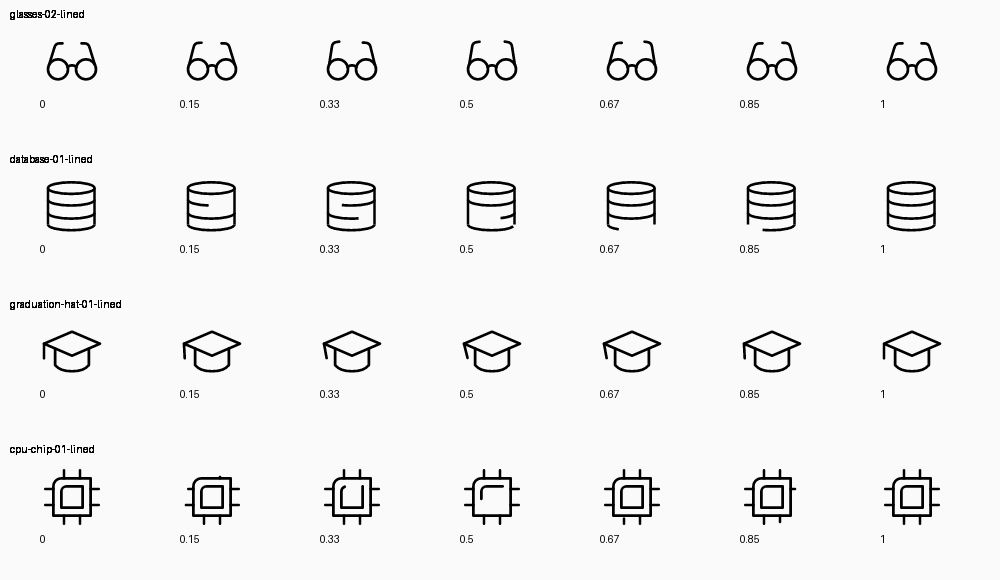 glasses-02-lined
0 0.15 0.33 0.5 0.67 0.85 1
database-01-lined
0 0.15 0.33 0.5 0.67 0.85 1
graduation-hat-01-lined
0 0.15 0.33 0.5 0.67 0.85 1
cpu-chip-01-lined
0 0.15 0.33 0.5 0.67 0.85 1